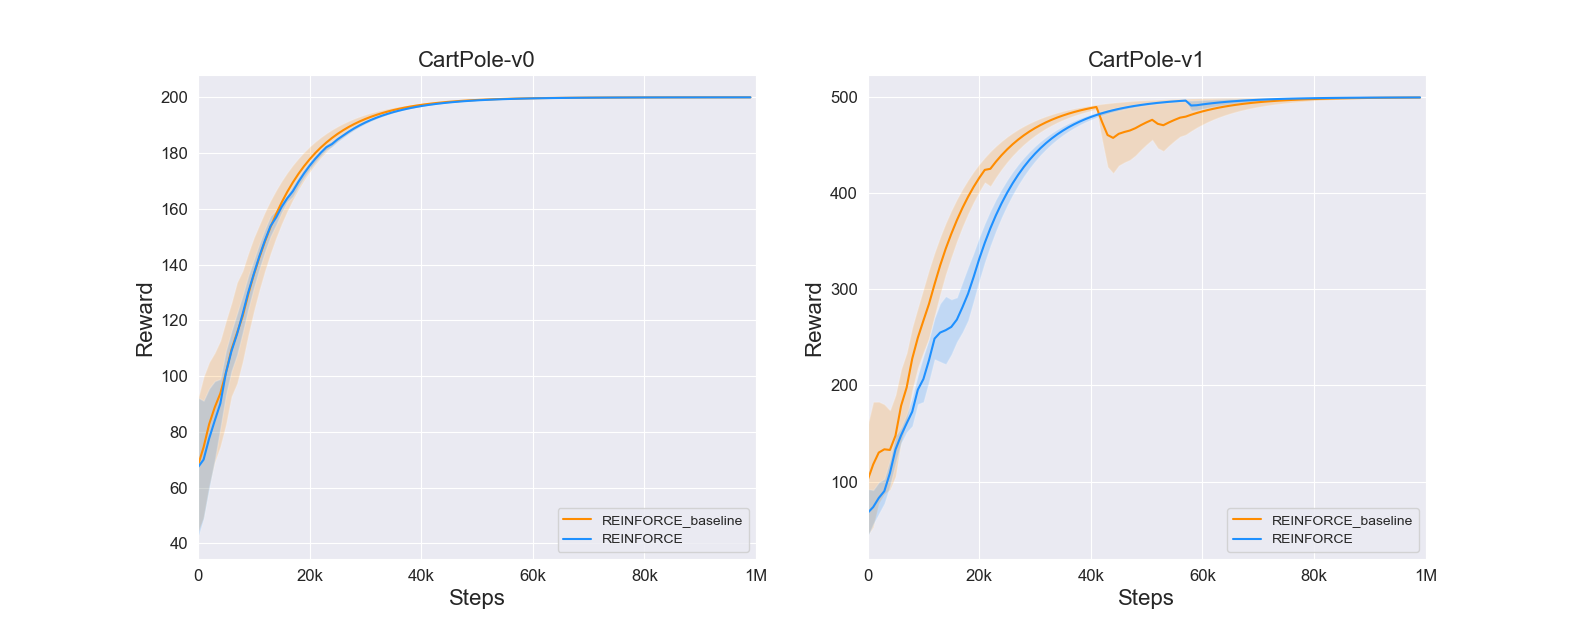 CartPole-v0
200
180
160
140
120
100
80
60
40
Reward
0 20k 40k 60k 80k 1M
Steps
REINFORCE_baseline
REINFORCE
CartPole-v1
500
400
300
200
100
Reward
0 20k 40k 60k 80k 1M
Steps
REINFORCE_baseline
REINFORCE